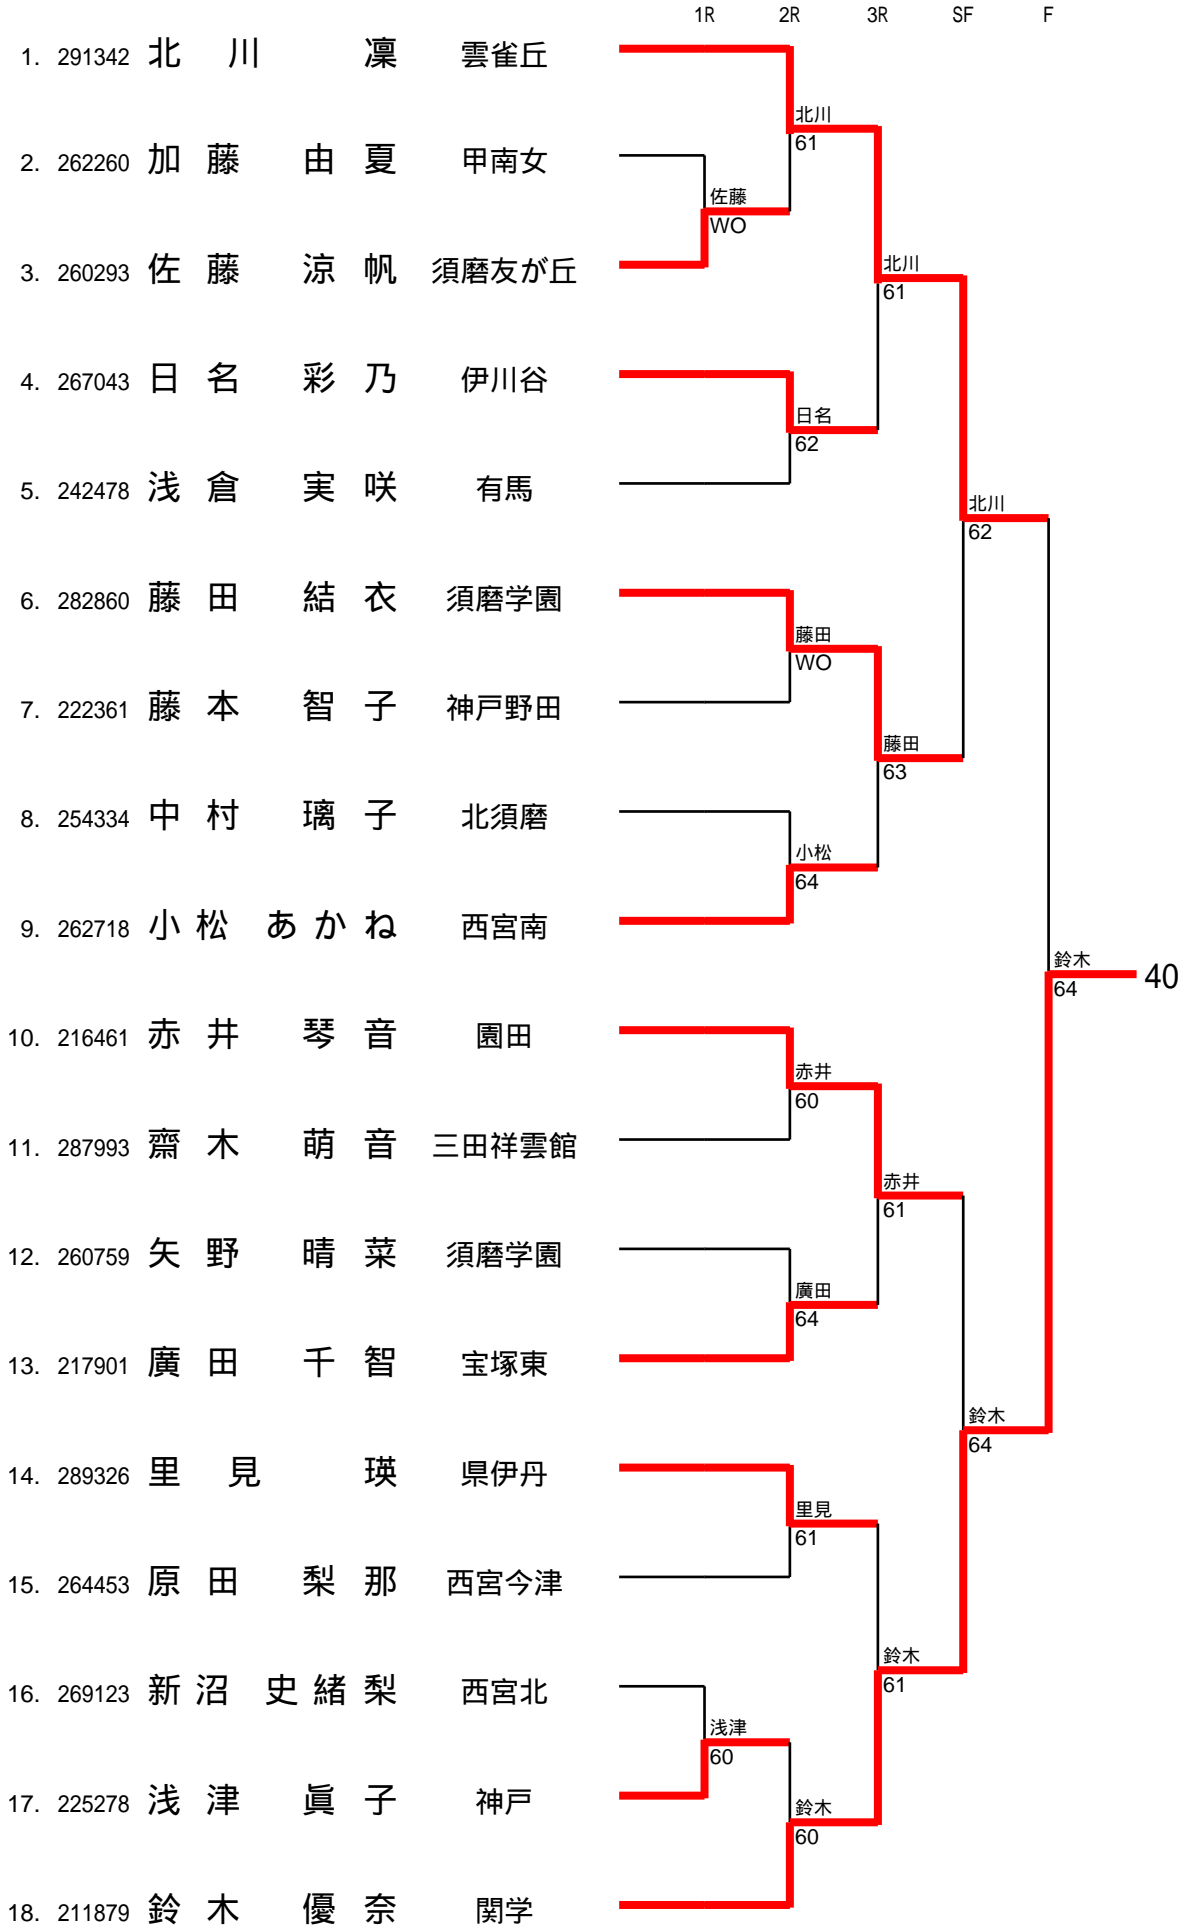 1R 2R 3R SF F
1. 291342 北川 凜 雲雀丘
北川
61
2. 262260 加藤 由夏 甲南女
佐藤
WO
3. 260293 佐藤 涼帆 須磨友が丘
北川
61
4. 267043 日名 彩乃 伊川谷
日名
62
5. 242478 浅倉 実咲 有馬
北川
62
6. 282860 藤田 結衣 須磨学園
藤田
WO
7. 222361 藤本 智子 神戸野田
藤田
63
8. 254334 中村 璃子 北須磨
小松
64
9. 262718 小松 あかね 西宮南
鈴木
64
40
10. 216461 赤井 琴音 園田
赤井
60
11. 287993 齋木 萌音 三田祥雲館
赤井
61
12. 260759 矢野 晴菜 須磨学園
廣田
64
13. 217901 廣田 千智 宝塚東
鈴木
64
14. 289326 里見 瑛 県伊丹
里見
61
15. 264453 原田 梨那 西宮今津
鈴木
61
16. 269123 新沼 史緒梨 西宮北
浅津
60
17. 225278 浅津 眞子 神戸
鈴木
60
18. 211879 鈴木 優奈 関学